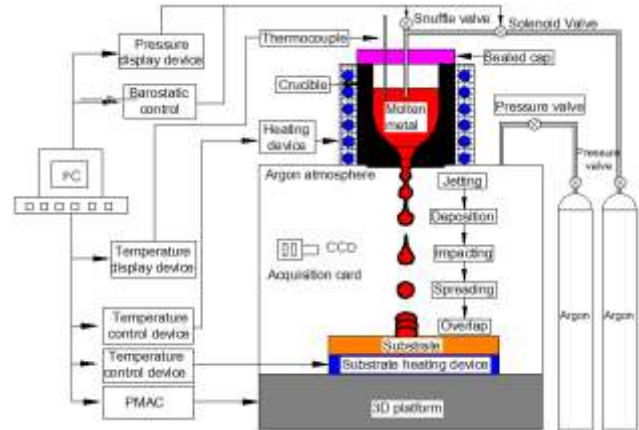 Snuffle valve
Solenoid Valve
Pressure
display device
Thermocouple
Sealed cap
Barostatic
control
Crucible
Molten
metal
Pressure valve
Heating
device
Pressure
valve
PC
Argon atmosphere
Jetting
Deposition
CCD
Impacting
Acquisition card
Temperature
display device
Spreading
Temperature
control device
Overlap
Argon
Argon
Substrate
Temperature
control device
Substrate heating device
PMAC
3D platform